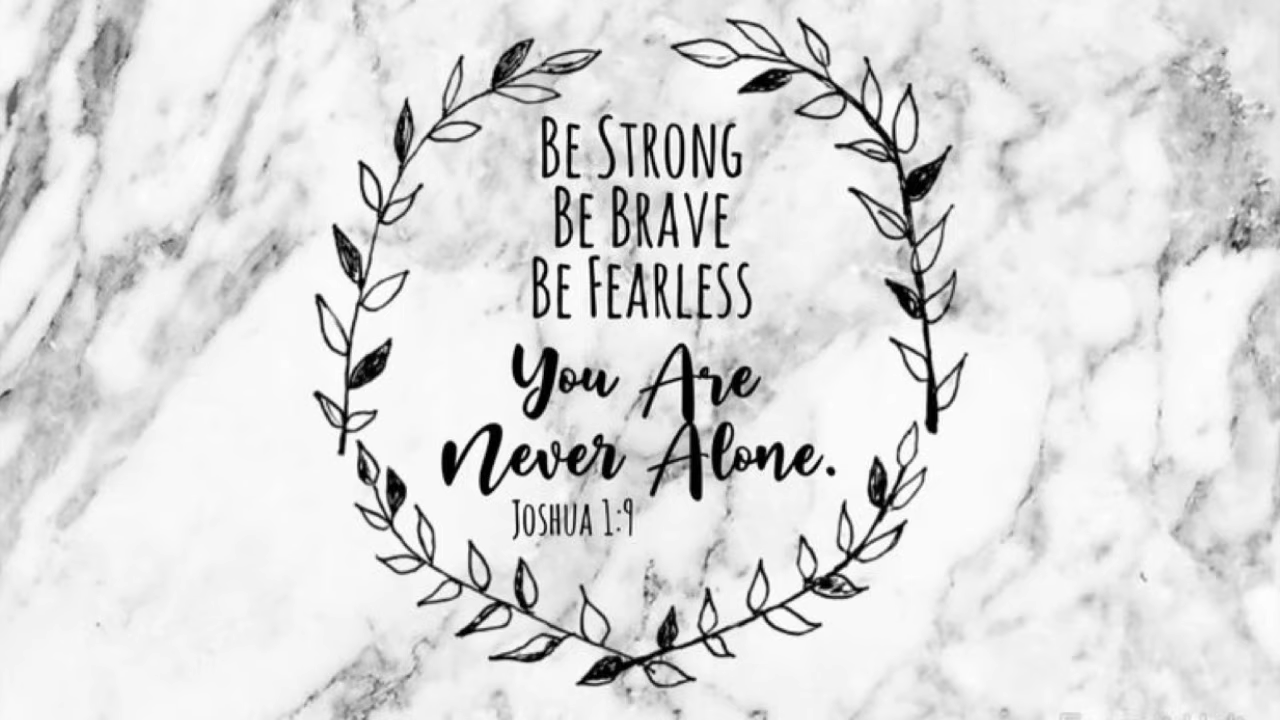 Be Strong
Be Brave
Be Fearless
You Are
Never Alone.
Joshua 1:9